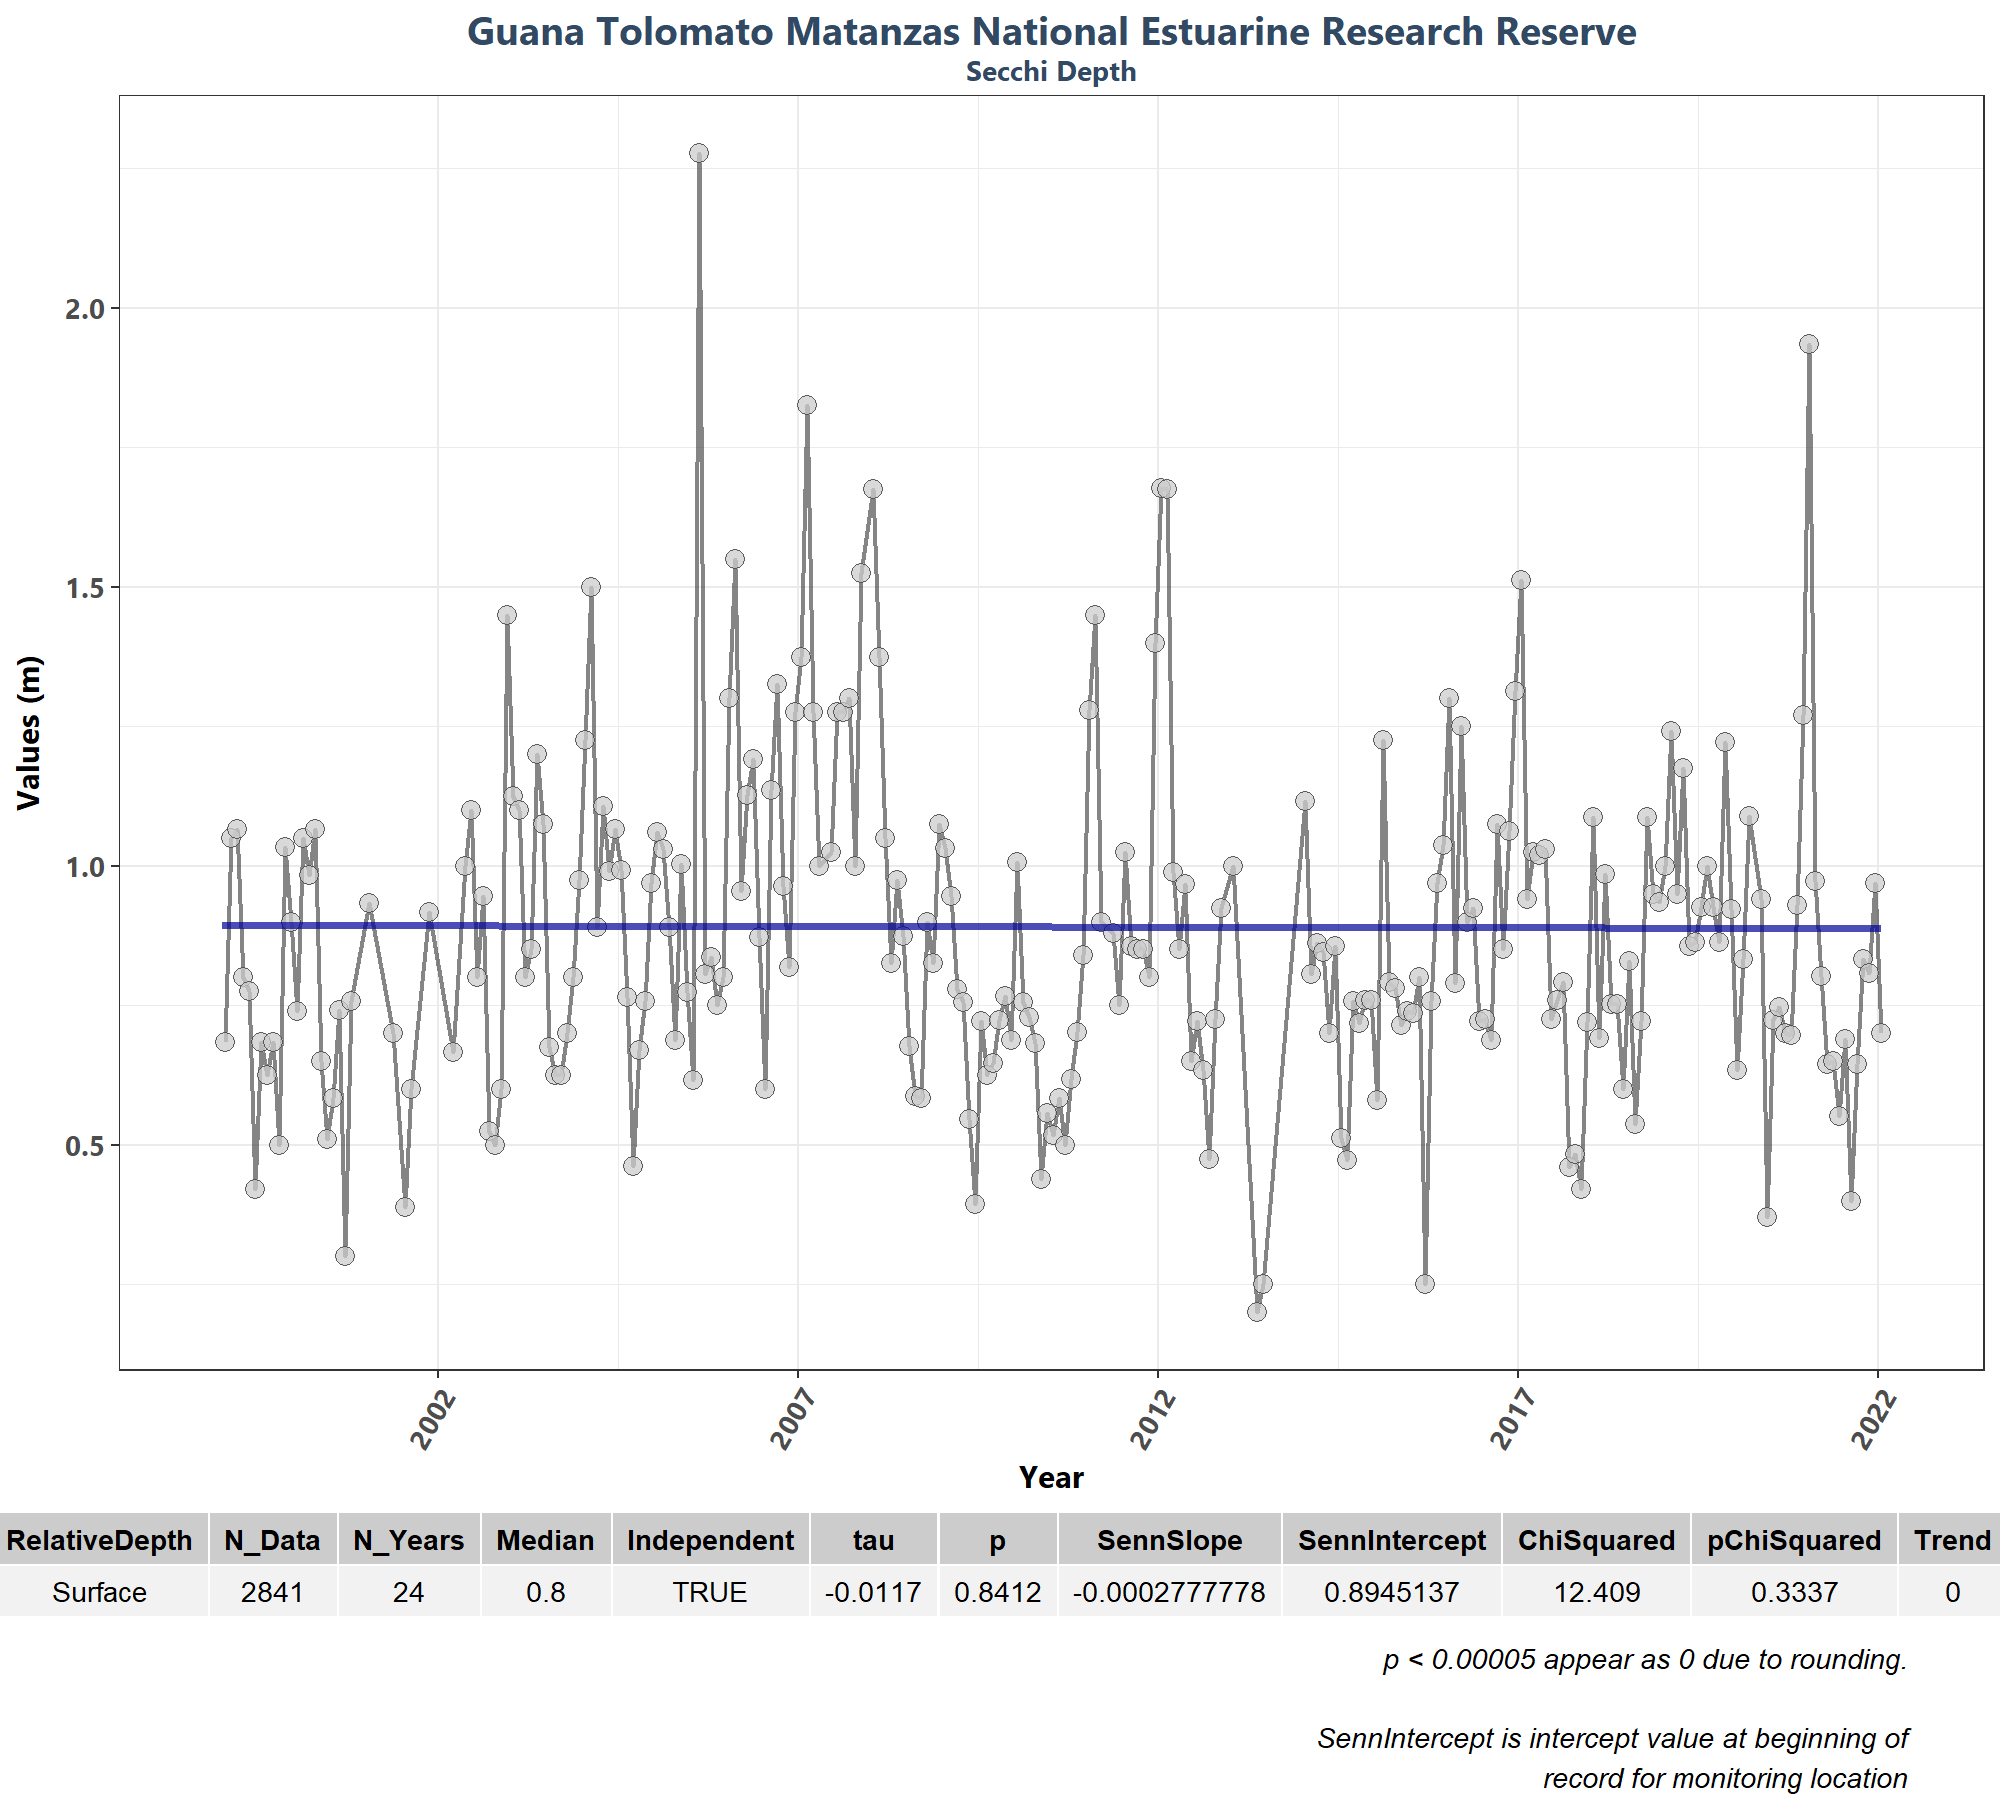 Guana Tolomato Matanzas National Estuarine Research Reserve
Secchi Depth
Values (m)
2.0
1.5
1.0
0.5
2002 2007 2012 2017 2022
Year
RelativeDepth N_Data N_Years Median Independent tau p SennSlope SennIntercept ChiSquared pChiSquared Trend
Surface 2841 24 0.8 TRUE -0.0117 0.8412 -0.0002777778 0.8945137 12.409 0.3337 0
p < 0.00005 appear as 0 due to rounding.
SennIntercept is intercept value at beginning of
record for monitoring location